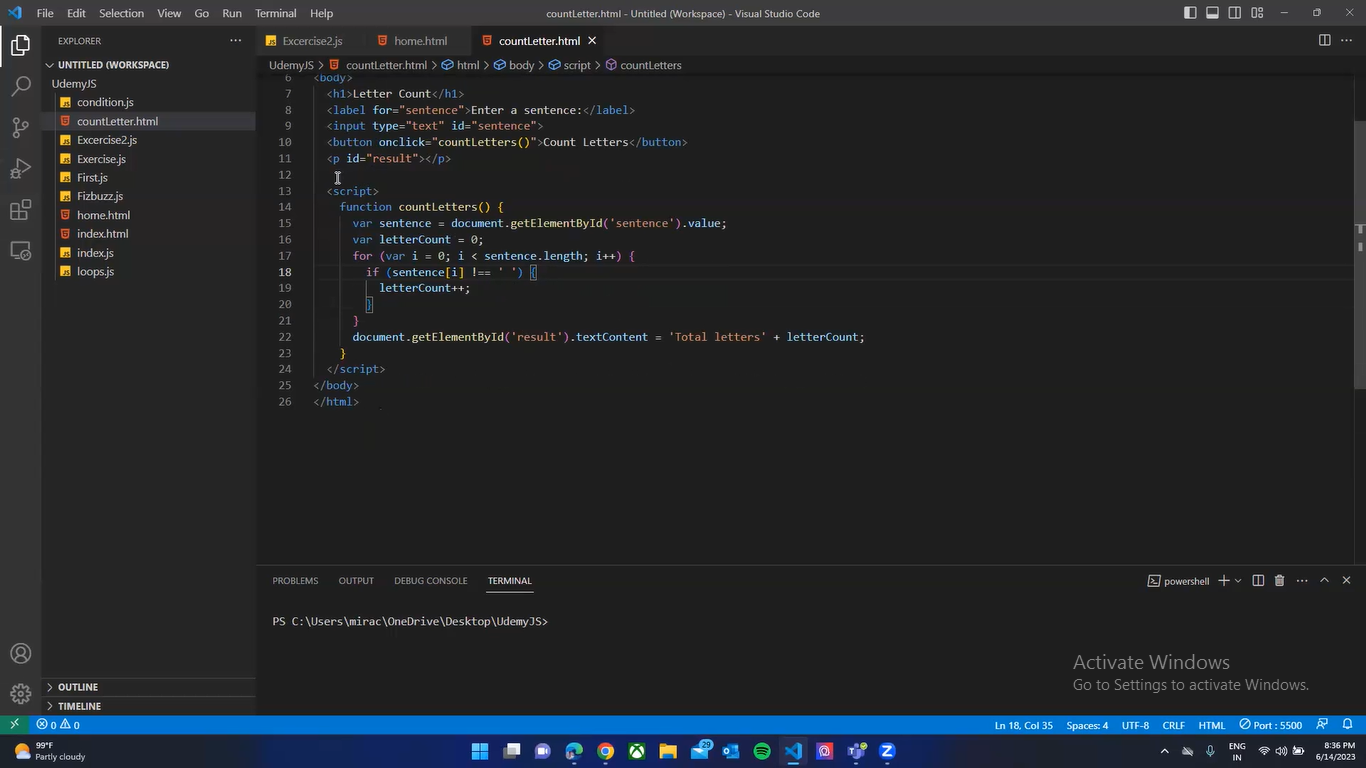 File Edit Selection View Go Run Terminal Help countLetter.html - Untitled (Workspace) - Visual Studio Code
EXPLORER
UNTITLED (WORKSPACE)
UdemyJS
condition.js
countLetter.html
Excercise2.js
Exercise.js
First.js
Fizbuzz.js
home.html
index.html
index.js
loops.js
OUTLINE
TIMELINE
Excercise2.js home.html countLetter.html
UdemyJS > countLetter.html > html > body > script > countLetters
6 <body>
7 <h1>Letter Count</h1>
8 <label for="sentence">Enter a sentence:</label>
9 <input type="text" id="sentence">
10 <button onclick="countLetters()">Count Letters</button>
11 <p id="result"></p>
12
13 <script>
14 function countLetters() {
15 var sentence = document.getElementById('sentence').value;
16 var letterCount = 0;
17 for (var i = 0; i < sentence.length; i++) {
18 if (sentence[i] !== ' ') {
19 letterCount++;
20 }
21 }
22 document.getElementById('result').textContent = 'Total letters' + letterCount;
23 }
24 </script>
25 </body>
26 </html>
PROBLEMS OUTPUT DEBUG CONSOLE TERMINAL powershell
PS C:\Users\mirac\OneDrive\Desktop\UdemyJS>
Activate Windows
Go to Settings to activate Windows.
0 0 Ln 18, Col 35 Spaces: 4 UTF-8 CRLF HTML Port : 5500
99°F
Partly cloudy
29
ENG
IN
8:36 PM
6/14/2023